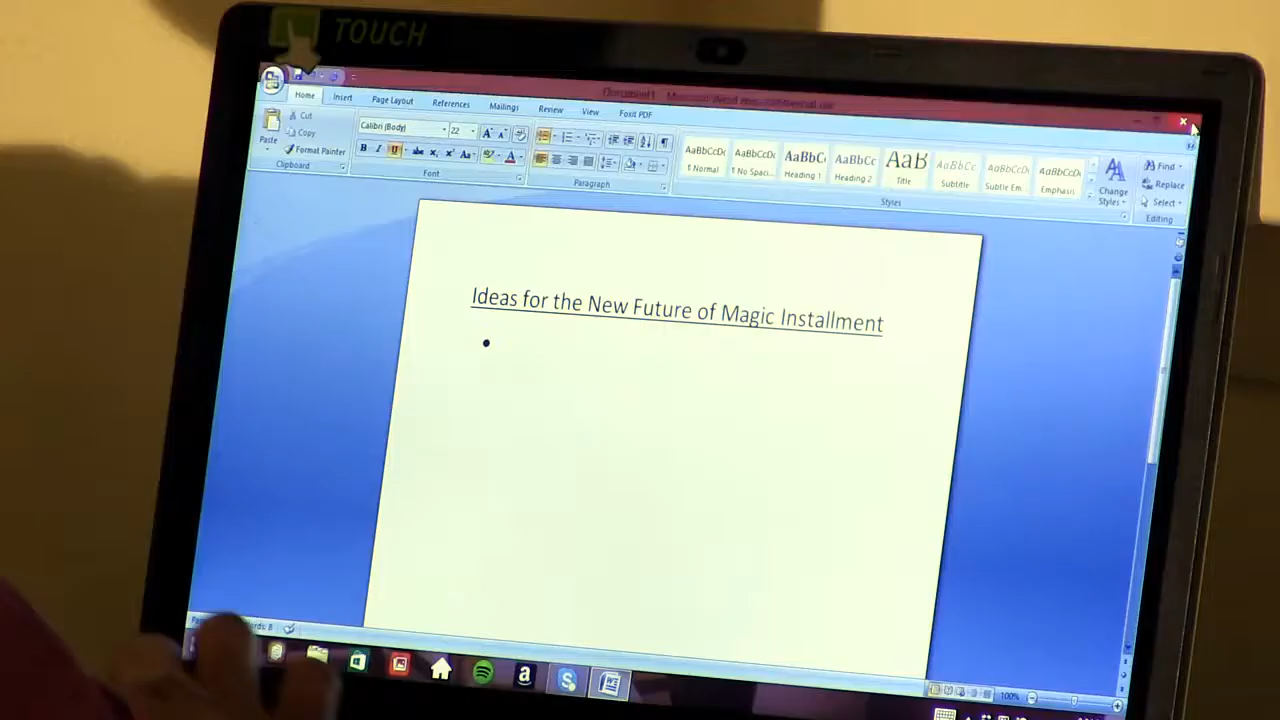 TOUCH
Home Insert Page Layout References Mailings Review View Foxit PDF
Paste
Cut
Copy
Format Painter
Clipboard
Calibri (Body) 22
Font
Paragraph
AaBbCcDc AaBbCcDc AaBbC AaBbCc AaB AaBbCc AaBbCcDc AaBbCcDc
¶ Normal ¶ No Spaci... Heading 1 Heading 2 Title Subtitle Subtle Em... Emphasis
Change
Styles
Styles
Find
Replace
Select
Editing
Ideas for the New Future of Magic Installment
100%